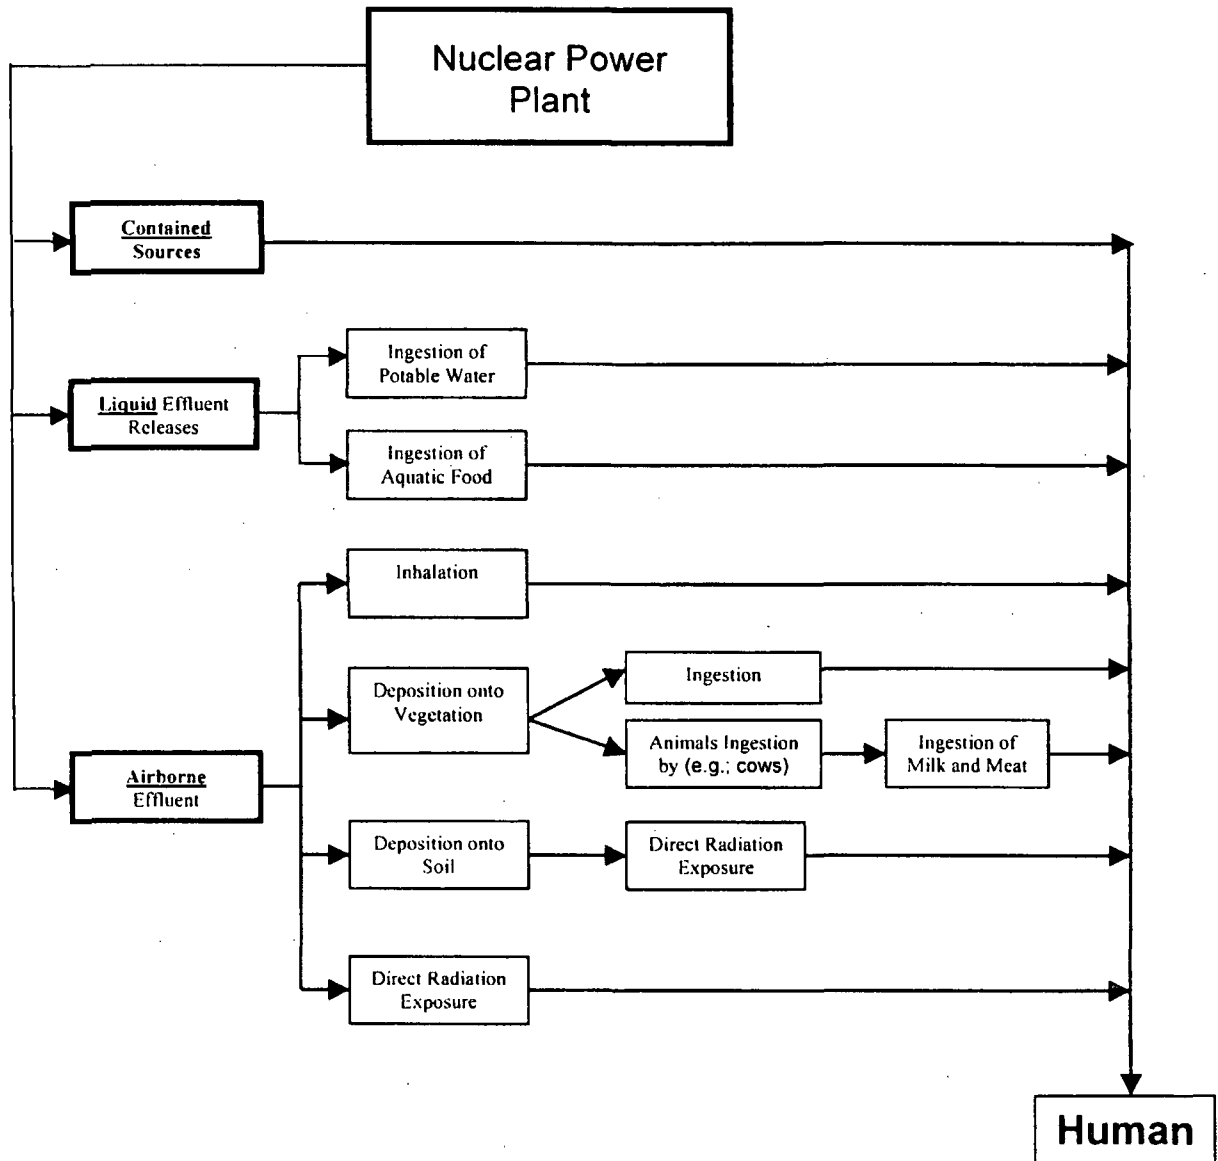 Nuclear Power
Plant
Contained
Sources
Ingestion of
Potable Water
Liquid Effluent
Releases
Ingestion of
Aquatic Food
Inhalation
Deposition onto
Vegetation
Ingestion
Animals Ingestion
by (e.g.; cows)
Ingestion of
Milk and Meat
Airborne
Effluent
Deposition onto
Soil
Direct Radiation
Exposure
Direct Radiation
Exposure
Human